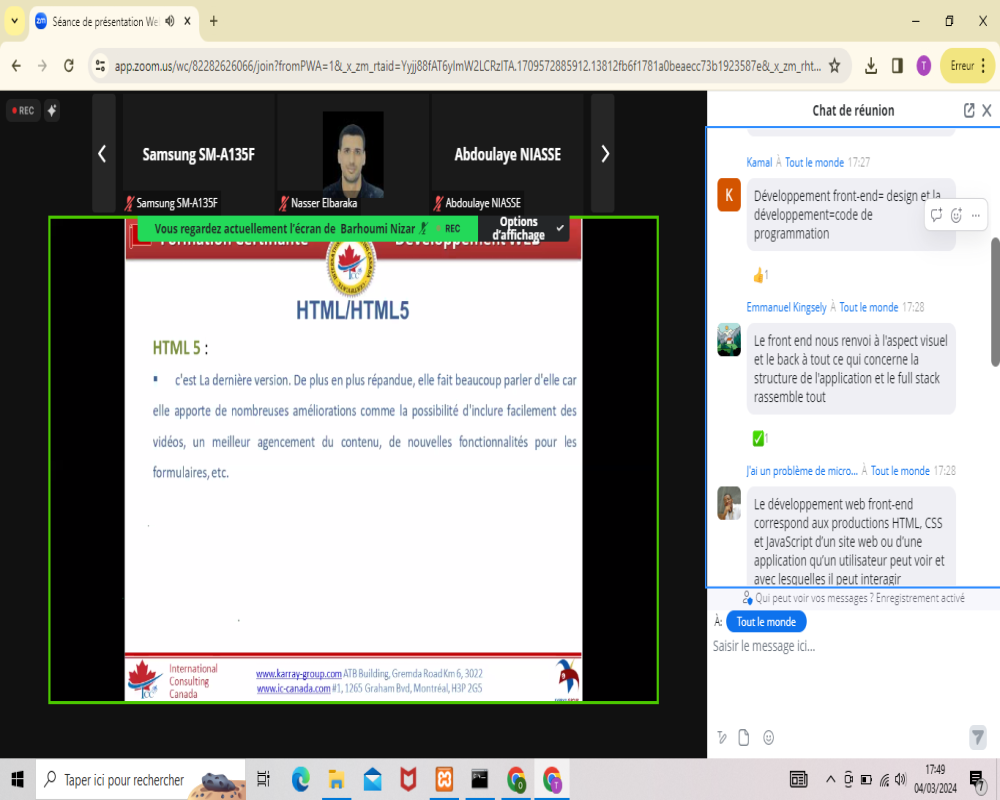 Séance de présentation We
app.zoom.us/wc/82282626066/join?fromPWA=1&_x_zm_rtaid=Yyjj88fAT6ylmW2LCRzlTA.1709572885912.13812fb6f1781a0beaecc73b1923587e&_x_zm_rht...
T
Erreur
REC
Samsung SM-A135F
Abdoulaye NIASSE
Samsung SM-A135F
Nasser Elbaraka
Abdoulaye NIASSE
Vous regardez actuellement l'écran de Barhoumi Nizar
REC
Options
d'affichage
HTML/HTML5
HTML 5 :
▪ c'est La dernière version. De plus en plus répandue, elle fait beaucoup parler d'elle car
elle apporte de nombreuses améliorations comme la possibilité d'inclure facilement des
vidéos, un meilleur agencement du contenu, de nouvelles fonctionnalités pour les
formulaires, etc.
International
Consulting
Canada
www.karray-group.com ATB Building, Gremda Road Km 6, 3022
www.ic-canada.com #1, 1265 Graham Bvd, Montréal, H3P 2G5
Chat de réunion
Kamal À Tout le monde 17:27
K
Développement front-end= design et la
développement=code de
programmation
1
Emmanuel Kingsely À Tout le monde 17:28
Le front end nous renvoi à l'aspect visuel
et le back à tout ce qui concerne la
structure de l'application et le full stack
rassemble tout
1
J'ai un problème de micro... À Tout le monde 17:28
Le développement web front-end
correspond aux productions HTML, CSS
et JavaScript d'un site web ou d'une
application qu'un utilisateur peut voir et
avec lesquelles il peut interagir
Qui peut voir vos messages ? Enregistrement activé
À: Tout le monde
Saisir le message ici...
Taper ici pour rechercher
17:49
04/03/2024
7